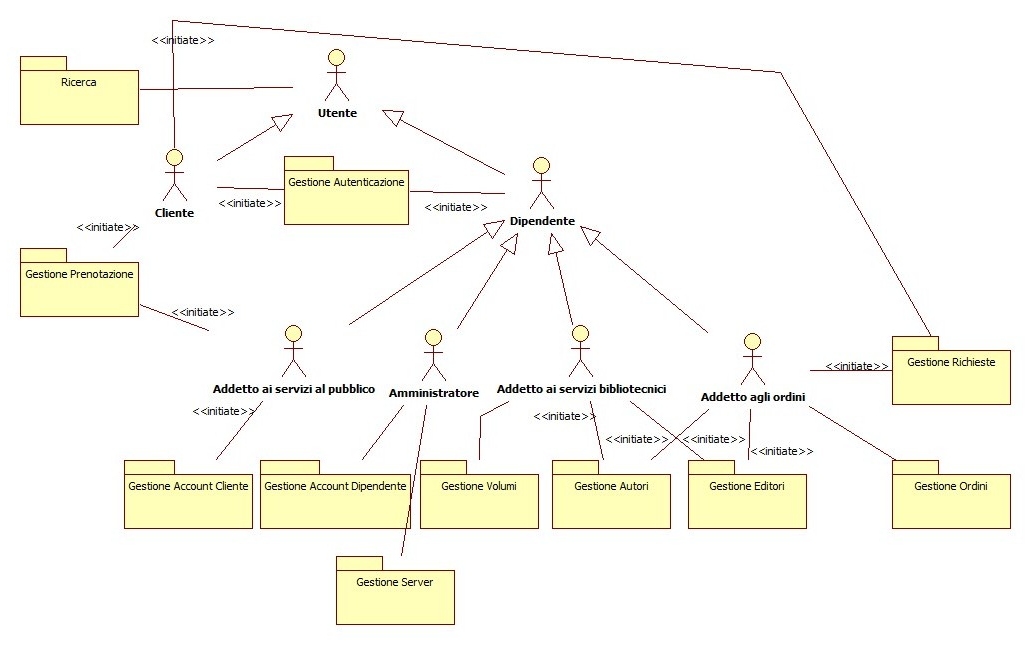 <<initiate>>
Ricerca
Utente
Gestione Autenticazione
<<initiate>>
<<initiate>>
Cliente
Dipendente
<<initiate>>
Gestione Prenotazione
<<initiate>>
Gestione Richieste
<<initiate>>
Addetto ai servizi al pubblico
Amministratore
Addetto ai servizi bibliotecnici
Addetto agli ordini
<<initiate>>
<<initiate>>
<<initiate>>
<<initiate>>
<<initiate>>
Gestione Account Cliente
Gestione Account Dipendente
Gestione Volumi
Gestione Autori
Gestione Editori
Gestione Ordini
Gestione Server